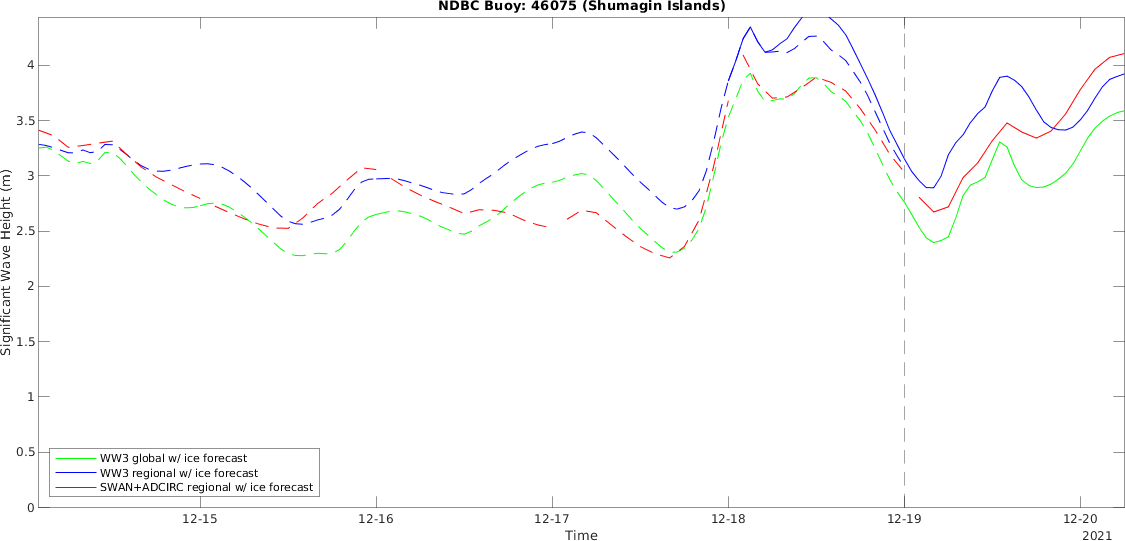 NDBC Buoy: 46075 (Shumagin Islands)
Significant Wave Height (m)
4
3.5
3
2.5
2
1.5
1
0.5
0
WW3 global w/ ice forecast
WW3 regional w/ ice forecast
SWAN+ADCIRC regional w/ ice forecast
12-15 12-16 12-17 12-18 12-19 12-20
Time
2021